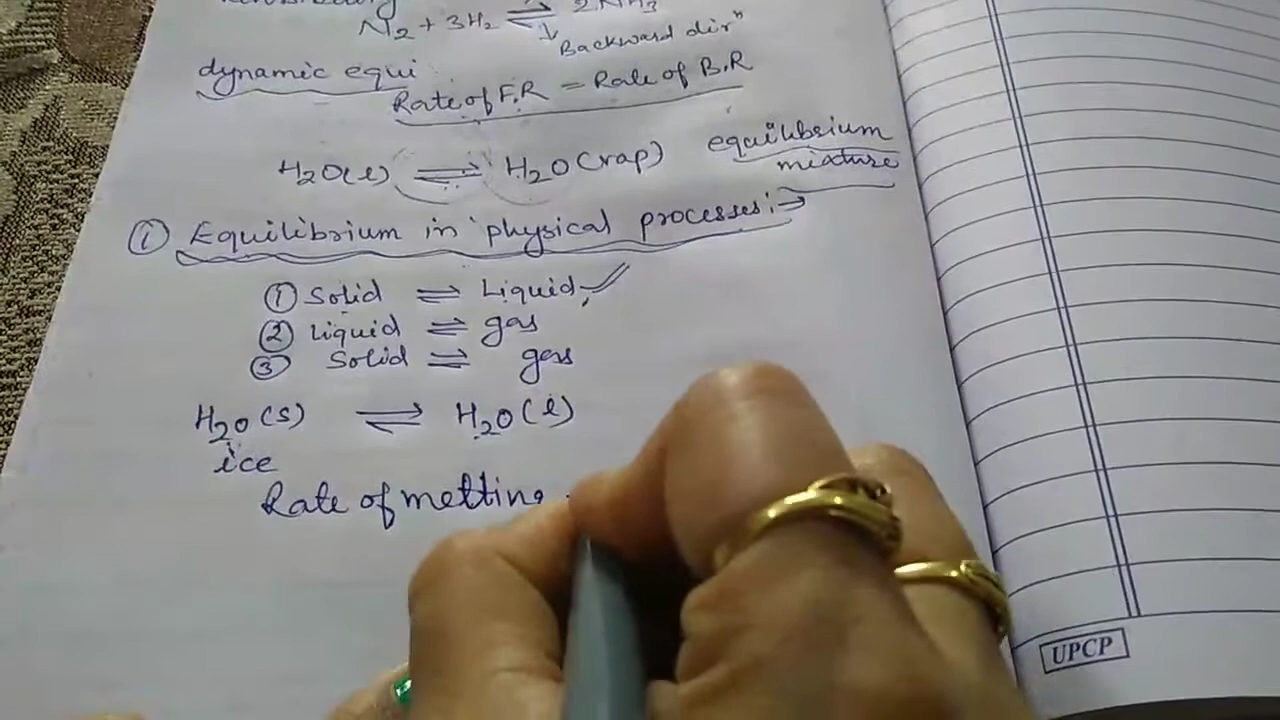 N2 + 3H2 ⇌ 2NH3
↓ Backward dirn
dynamic equi
Rate of F.R = Rate of B.R
H2O(l) ⇌ H2O(vap) equilibrium mixture
① Equilibrium in physical processes:→
① Solid ⇌ Liquid ✓
② Liquid ⇌ gas
③ Solid ⇌ gas
H2O(s) ⇌ H2O(l)
ice
Rate of melting
UPCP